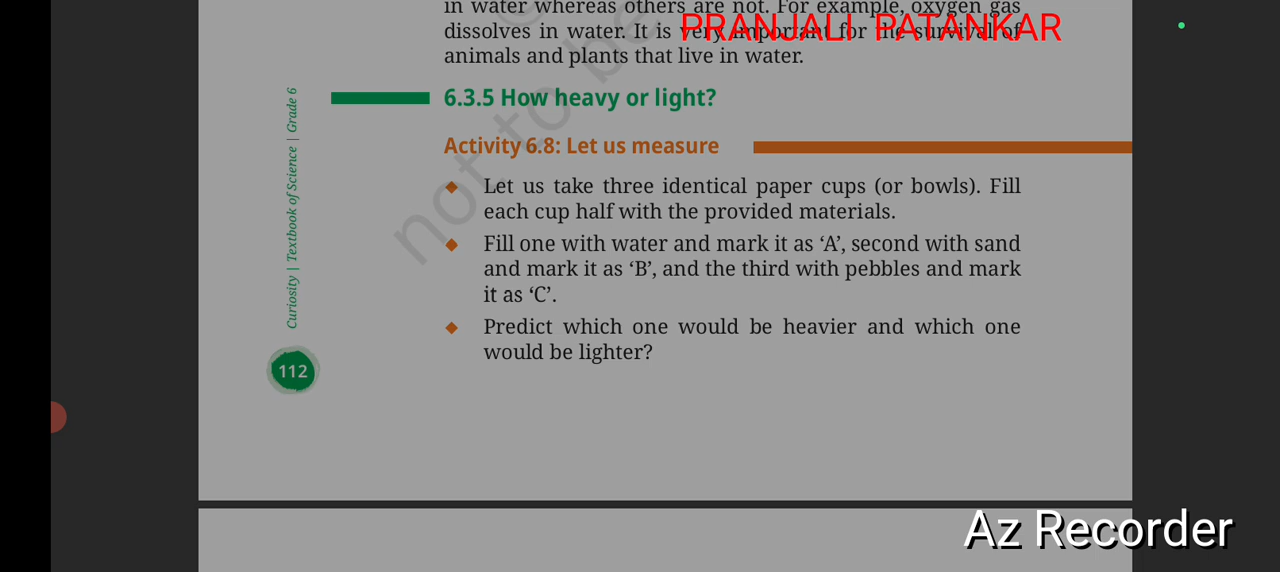 in water whereas others are not. For example, oxygen gas
PRANJALI PATANKAR
dissolves in water. It is very important for the survival of
animals and plants that live in water.
6.3.5 How heavy or light?
Activity 6.8: Let us measure
Let us take three identical paper cups (or bowls). Fill
each cup half with the provided materials.
Fill one with water and mark it as ‘A’, second with sand
and mark it as ‘B’, and the third with pebbles and mark
it as ‘C’.
Predict which one would be heavier and which one
would be lighter?
Curiosity | Textbook of Science | Grade 6
112
not to be
Az Recorder